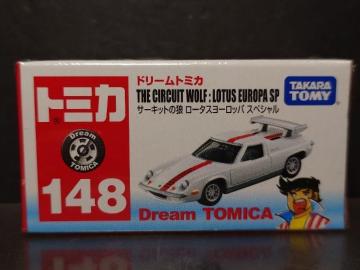 ドリームトミカ
THE CIRCUIT WOLF : LOTUS EUROPA SP
サーキットの狼 ロータスヨーロッパ スペシャル
TAKARA
TOMY
トミカ
Dream
TOMICA
148
Dream TOMICA